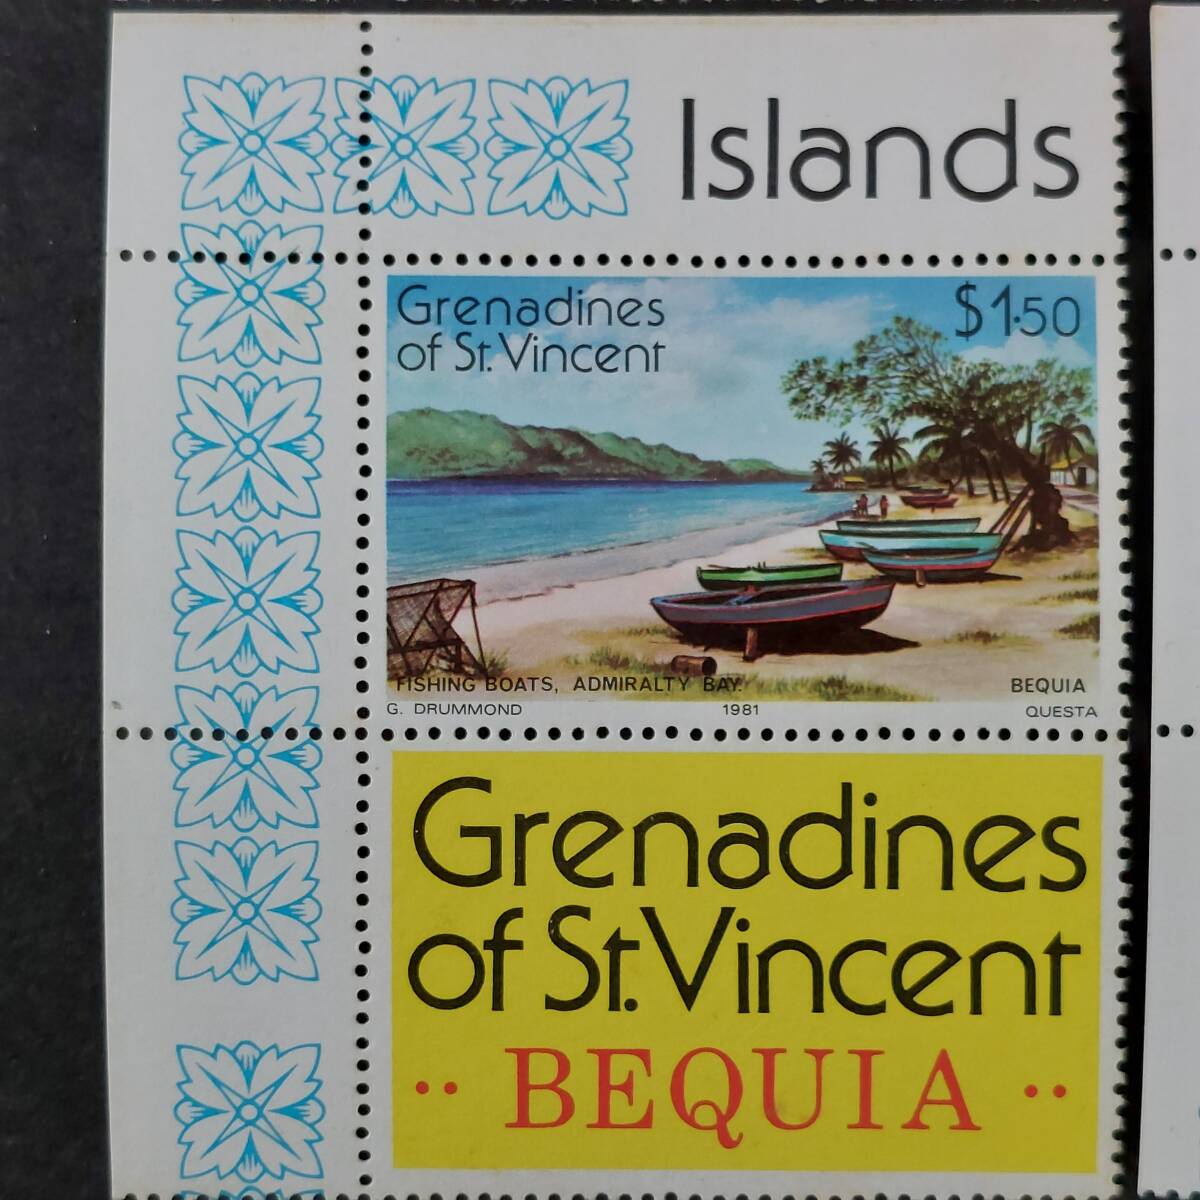 Islands
Grenadines
of St. Vincent
$1.50
FISHING BOATS, ADMIRALTY BAY.
BEQUIA
G. DRUMMOND
1981
QUESTA
Grenadines
of St. Vincent
·· BEQUIA ··